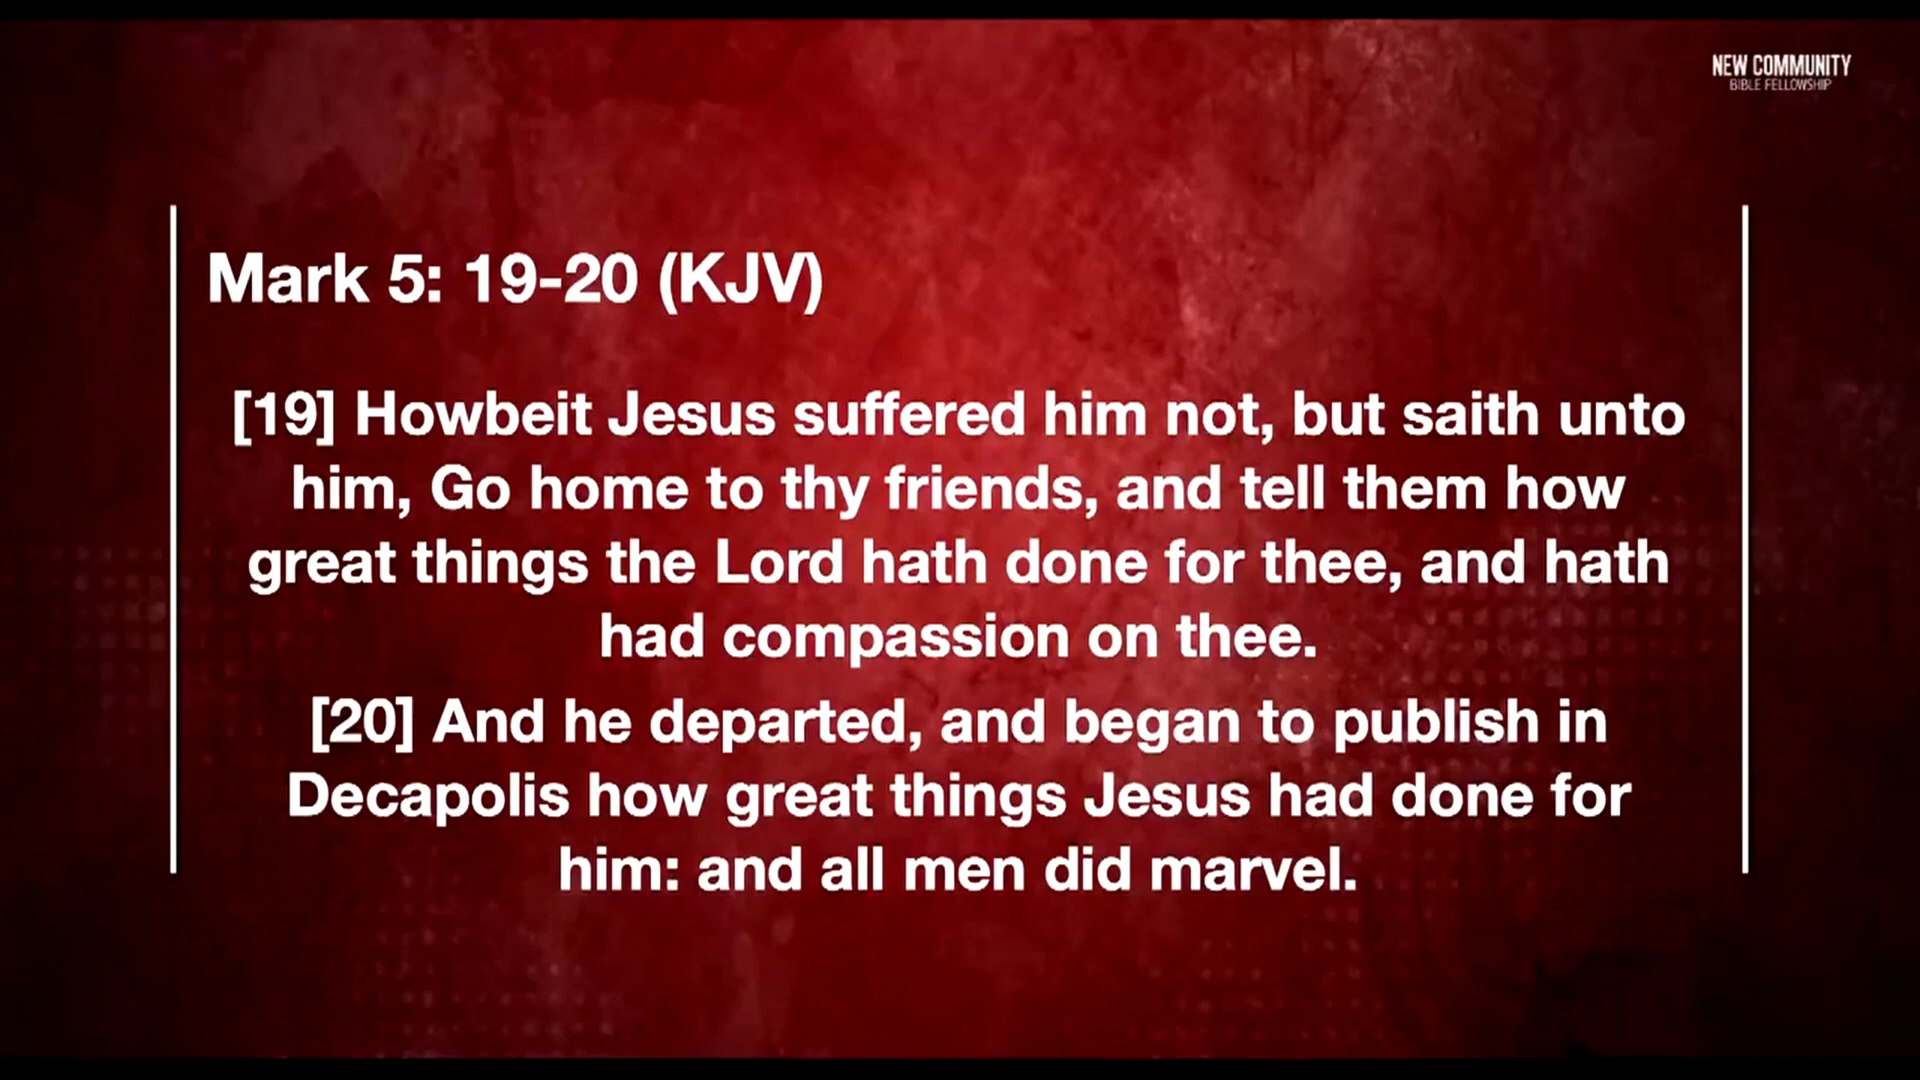 NEW COMMUNITY
BIBLE FELLOWSHIP
Mark 5: 19-20 (KJV)
[19] Howbeit Jesus suffered him not, but saith unto
him, Go home to thy friends, and tell them how
great things the Lord hath done for thee, and hath
had compassion on thee.
[20] And he departed, and began to publish in
Decapolis how great things Jesus had done for
him: and all men did marvel.